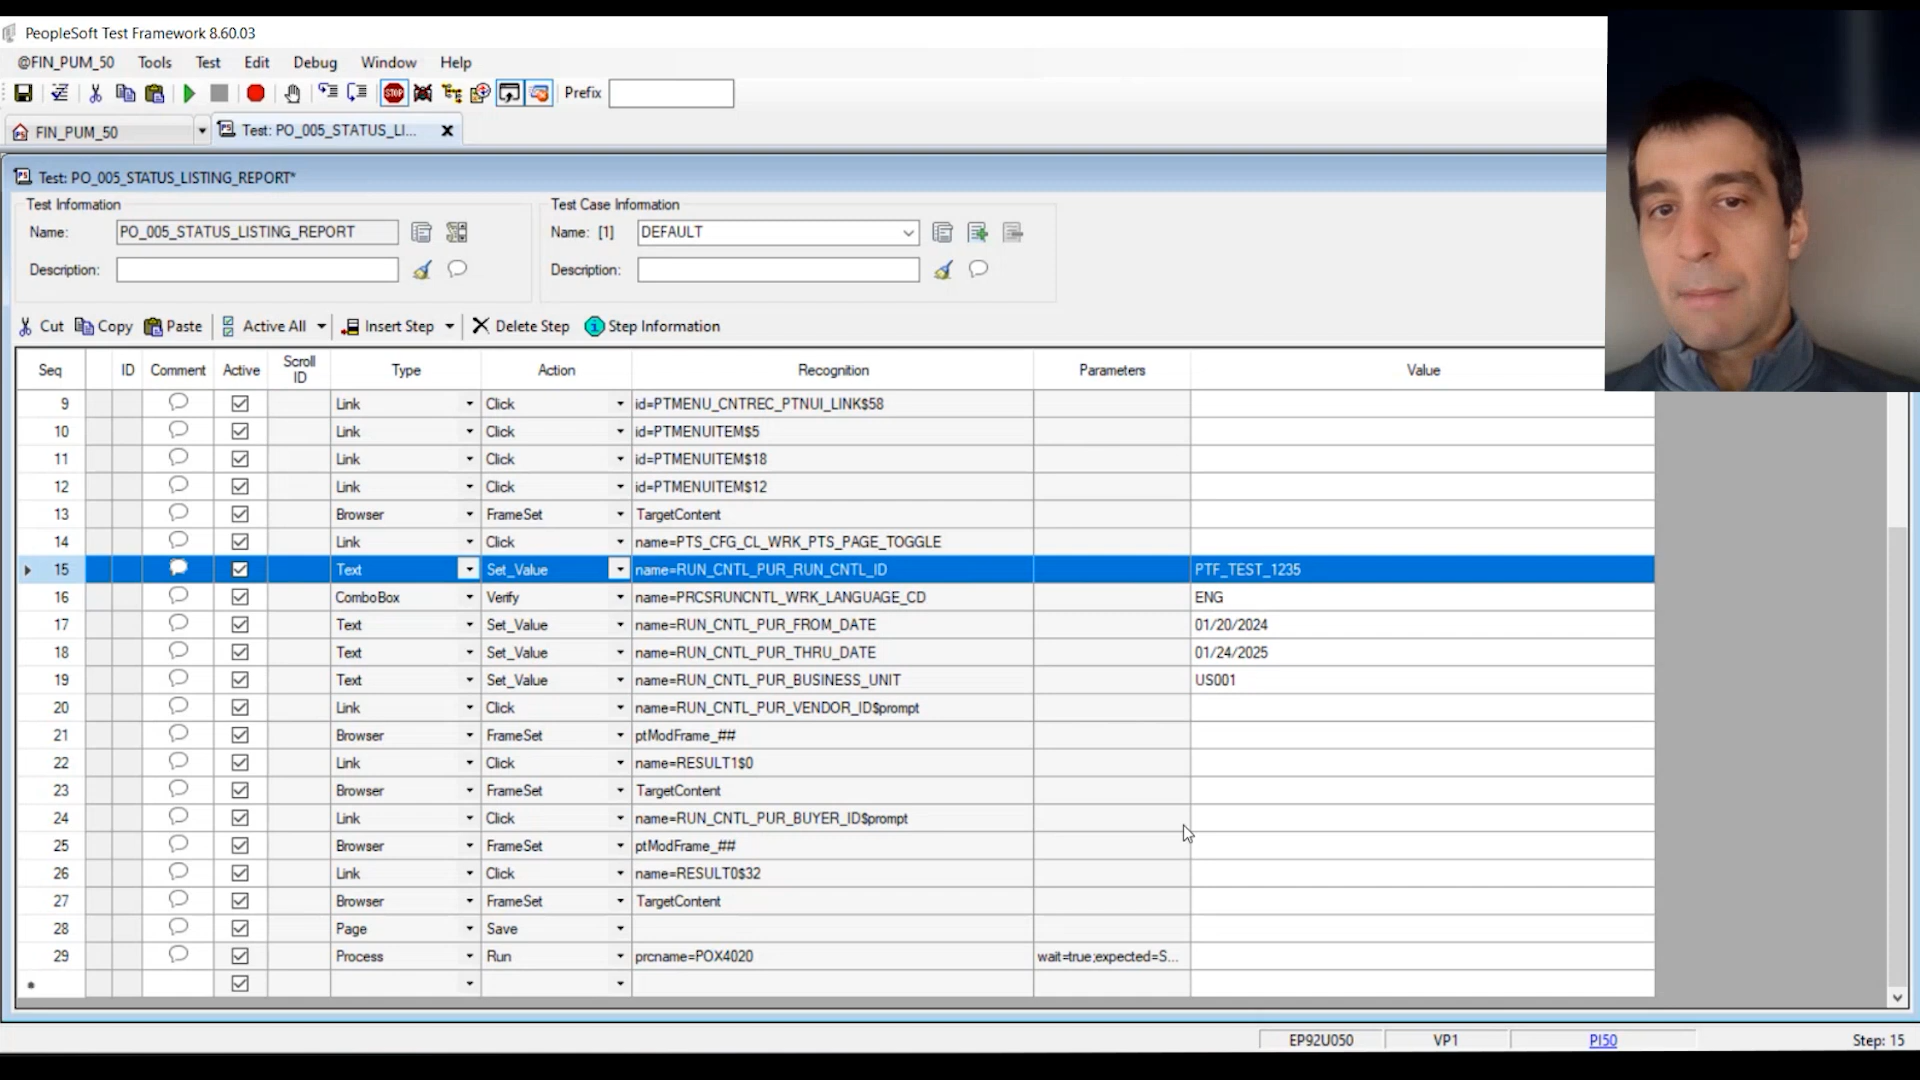 PeopleSoft Test Framework 8.60.03
@FIN_PUM_50 Tools Test Edit Debug Window Help
STOP Prefix
FIN_PUM_50 Test: PO_005_STATUS_LI...
Test: PO_005_STATUS_LISTING_REPORT*
Test Information Test Case Information
Name: PO_005_STATUS_LISTING_REPORT Name: [1] DEFAULT
Description: Description:
Cut Copy Paste Active All Insert Step Delete Step Step Information
Seq ID Comment Active Scroll ID Type Action Recognition Parameters Value
9 Link Click id=PTMENU_CNTREC_PTNUI_LINK$58
10 Link Click id=PTMENUITEM$5
11 Link Click id=PTMENUITEM$18
12 Link Click id=PTMENUITEM$12
13 Browser FrameSet TargetContent
14 Link Click name=PTS_CFG_CL_WRK_PTS_PAGE_TOGGLE
15 Text Set_Value name=RUN_CNTL_PUR_RUN_CNTL_ID PTF_TEST_1235
16 ComboBox Verify name=PRCSRUNCNTL_WRK_LANGUAGE_CD ENG
17 Text Set_Value name=RUN_CNTL_PUR_FROM_DATE 01/20/2024
18 Text Set_Value name=RUN_CNTL_PUR_THRU_DATE 01/24/2025
19 Text Set_Value name=RUN_CNTL_PUR_BUSINESS_UNIT US001
20 Link Click name=RUN_CNTL_PUR_VENDOR_ID$prompt
21 Browser FrameSet ptModFrame_##
22 Link Click name=RESULT1$0
23 Browser FrameSet TargetContent
24 Link Click name=RUN_CNTL_PUR_BUYER_ID$prompt
25 Browser FrameSet ptModFrame_##
26 Link Click name=RESULT0$32
27 Browser FrameSet TargetContent
28 Page Save
29 Process Run prcname=POX4020 wait=true;expected=S...
EP92U050 VP1 PI50 Step: 15